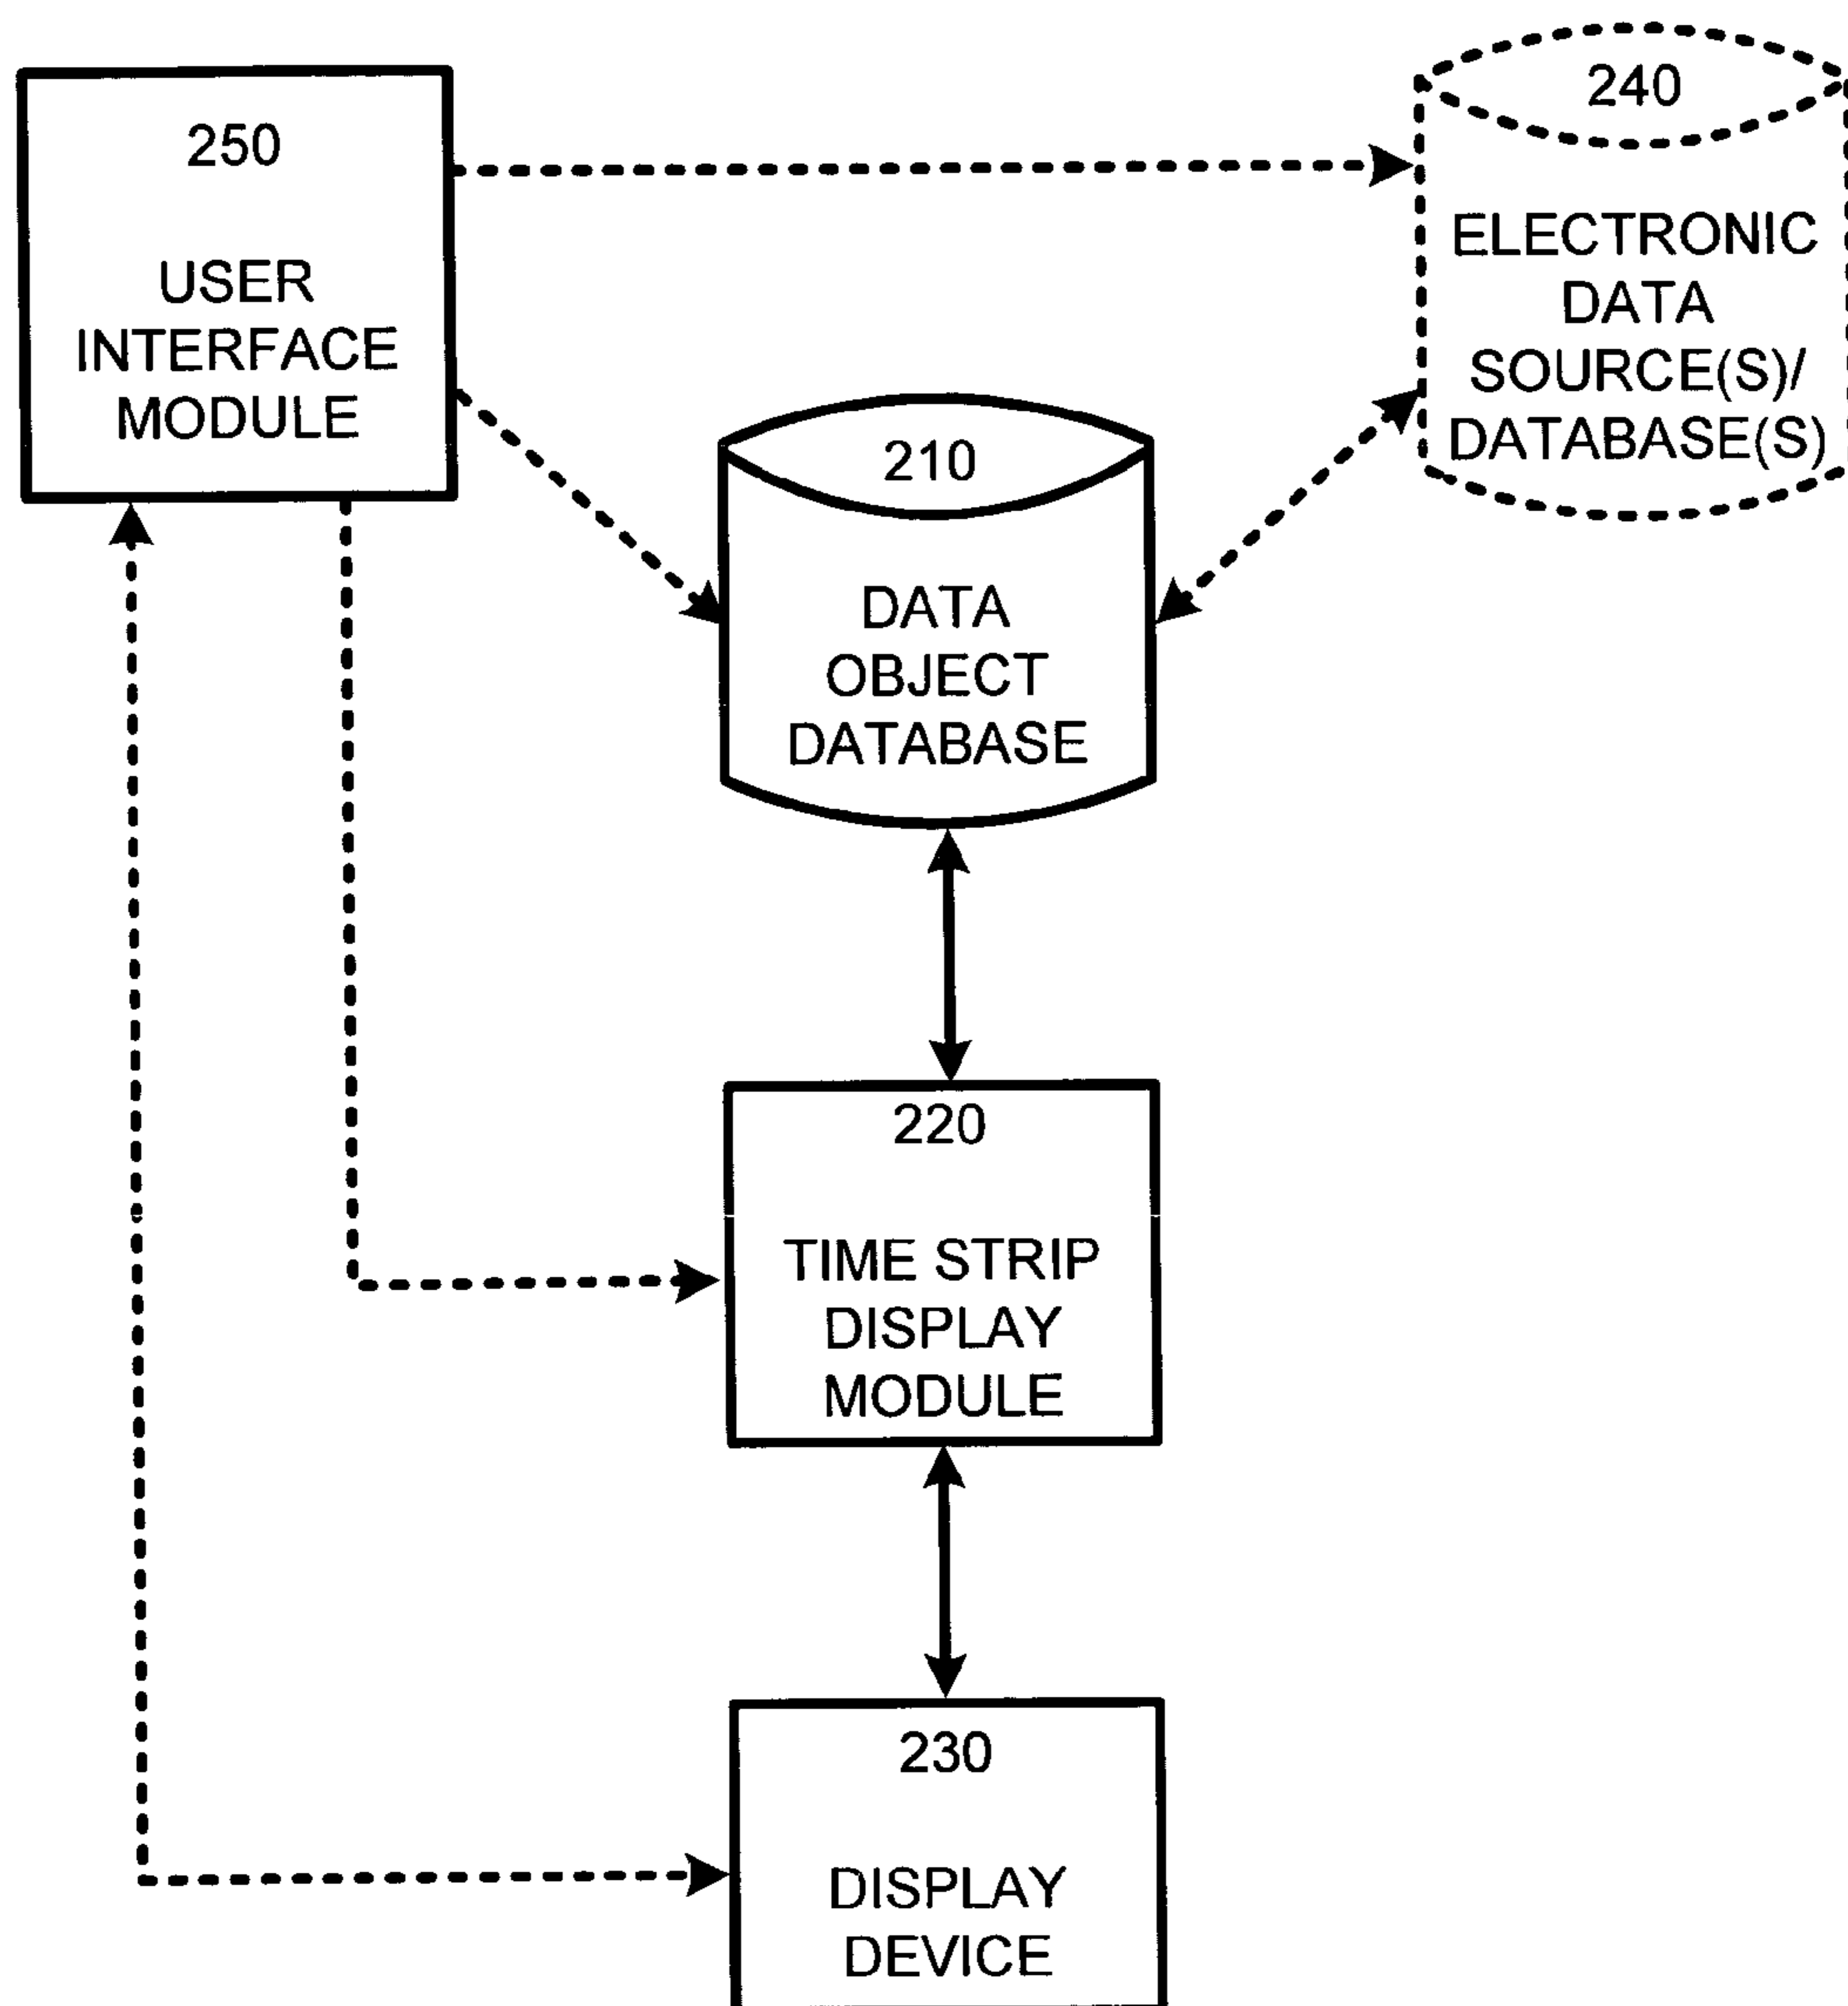 250
USER
INTERFACE
MODULE
240
ELECTRONIC
DATA
SOURCE(S)/
DATABASE(S)
210
DATA
OBJECT
DATABASE
220
TIME STRIP
DISPLAY
MODULE
230
DISPLAY
DEVICE